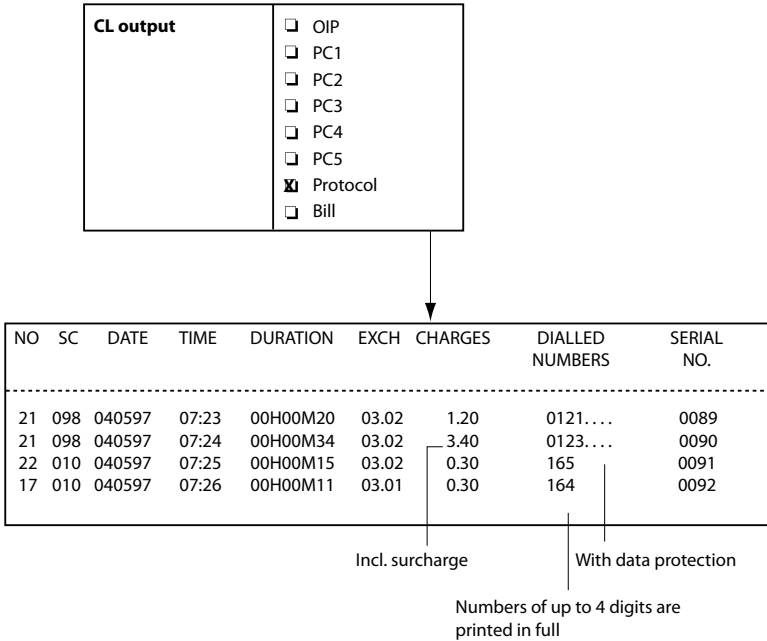 CL output
OIP
PC1
PC2
PC3
PC4
PC5
X Protocol
Bill
NO SC DATE TIME DURATION EXCH CHARGES DIALLED NUMBERS SERIAL NO.
21 098 040597 07:23 00H00M20 03.02 1.20 0121.... 0089
21 098 040597 07:24 00H00M34 03.02 3.40 0123.... 0090
22 010 040597 07:25 00H00M15 03.02 0.30 165 0091
17 010 040597 07:26 00H00M11 03.01 0.30 164 0092
Incl. surcharge
With data protection
Numbers of up to 4 digits are
printed in full